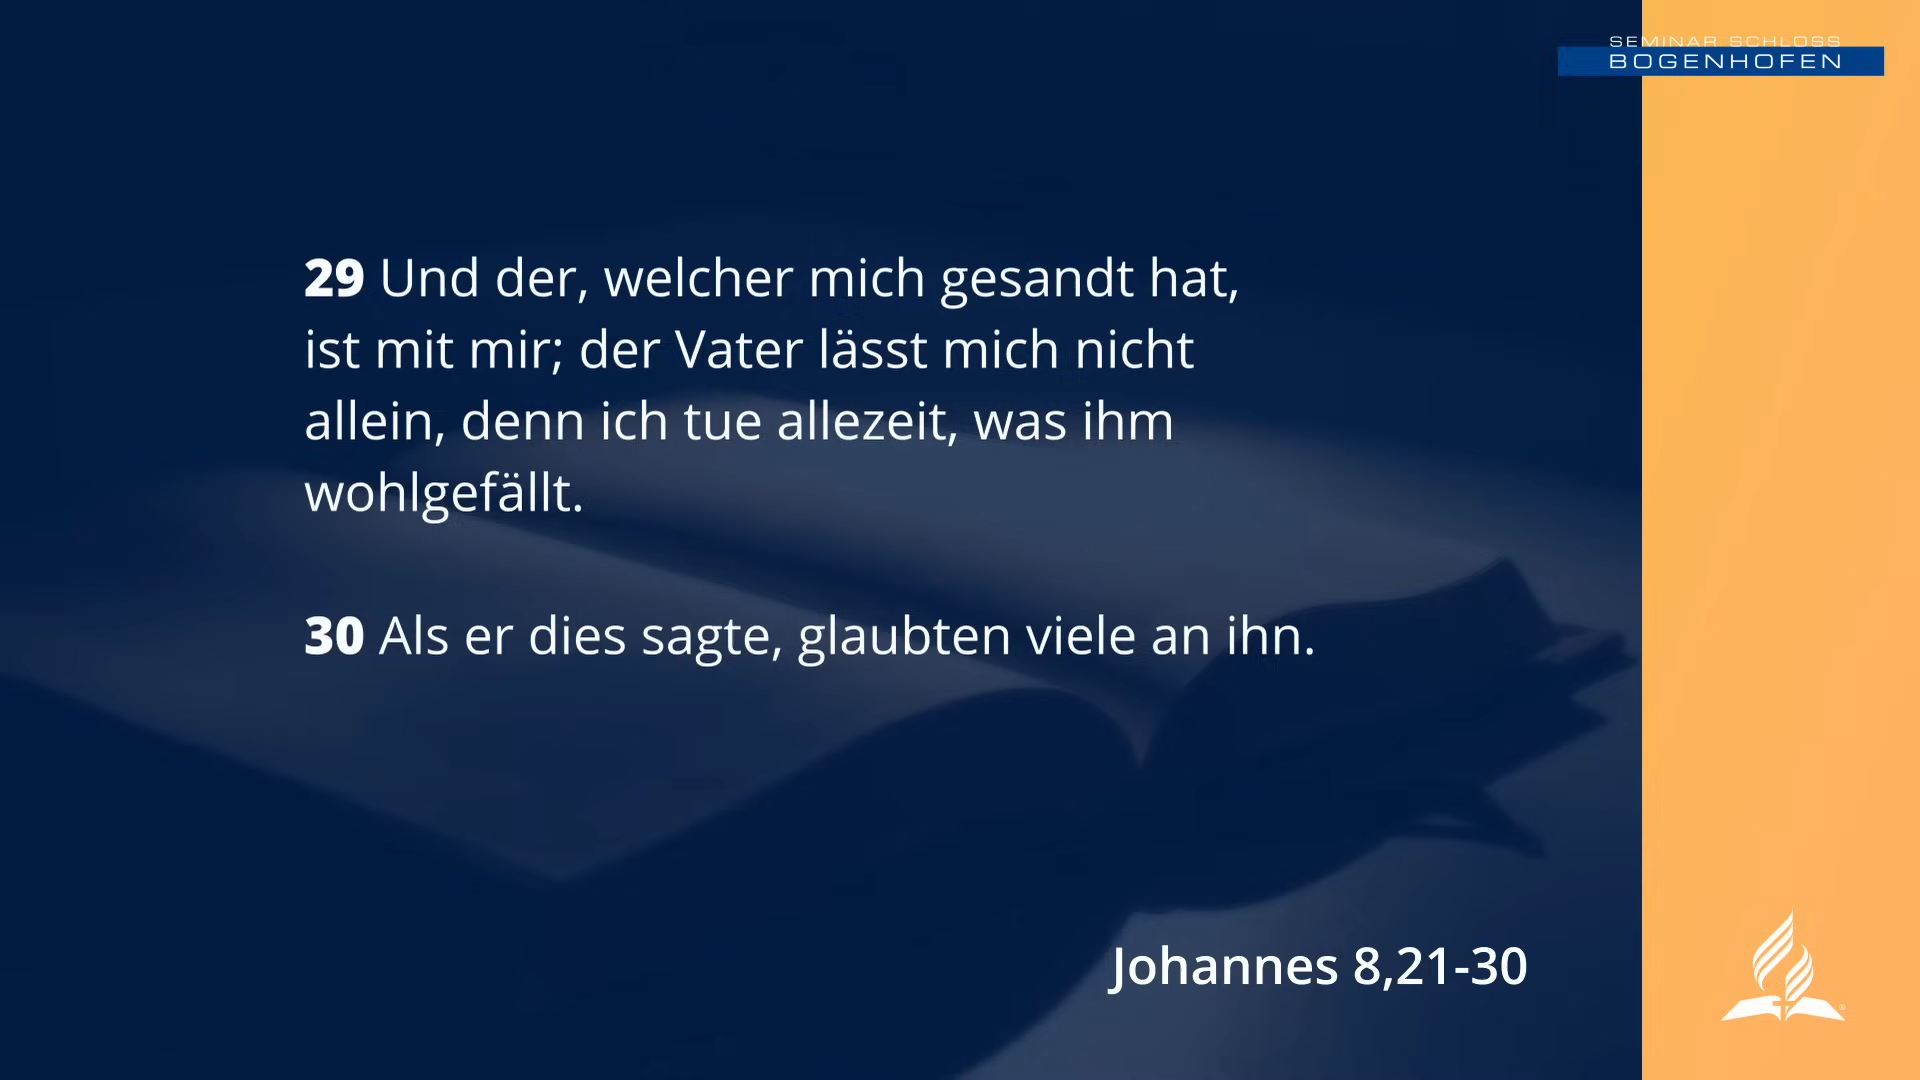 SEMINAR SCHLOSS
BOGENHOFEN
29 Und der, welcher mich gesandt hat,
ist mit mir; der Vater lässt mich nicht
allein, denn ich tue allezeit, was ihm
wohlgefällt.
30 Als er dies sagte, glaubten viele an ihn.
Johannes 8,21-30
®